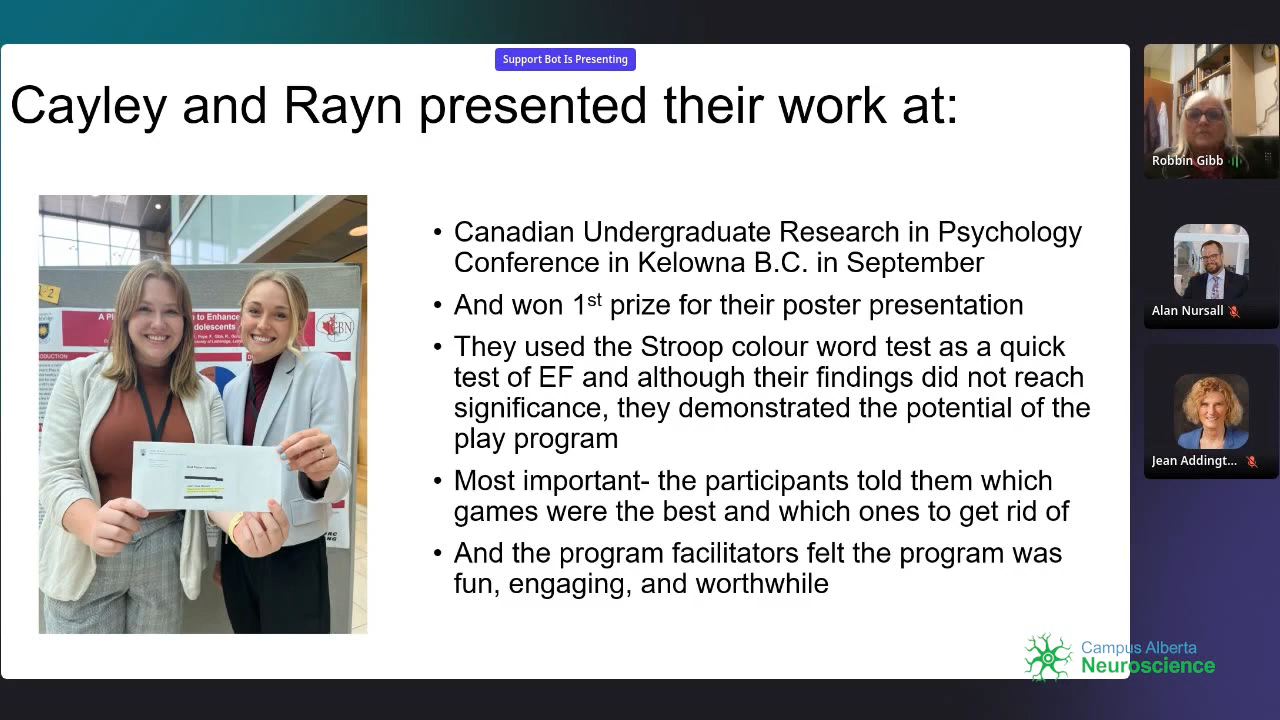 Support Bot Is Presenting
Cayley and Rayn presented their work at:
• Canadian Undergraduate Research in Psychology
Conference in Kelowna B.C. in September
• And won 1st prize for their poster presentation
• They used the Stroop colour word test as a quick
test of EF and although their findings did not reach
significance, they demonstrated the potential of the
play program
• Most important- the participants told them which
games were the best and which ones to get rid of
• And the program facilitators felt the program was
fun, engaging, and worthwhile
to Enhance
dolescents
Robbin Gibb
Alan Nursall
Jean Addingt...
Campus Alberta
Neuroscience